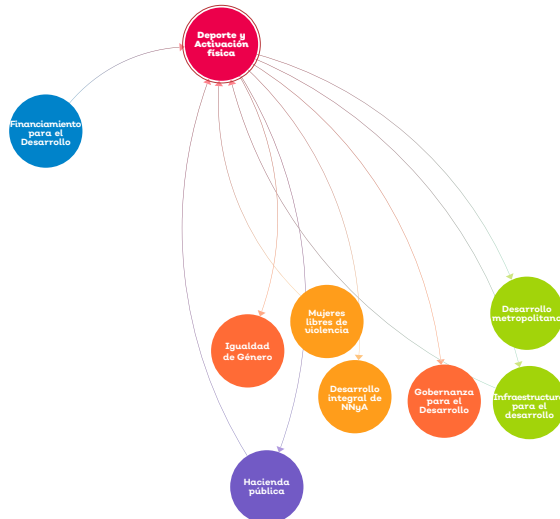 Deporte y
Activación
física
Financiamiento
para el
Desarrollo
Desarrollo
metropolitano
Mujeres
libres de
violencia
Igualdad
de Género
Desarrollo
integral de
NNyA
Gobernanza
para el
Desarrollo
Infraestructura
para el
desarrollo
Hacienda
pública